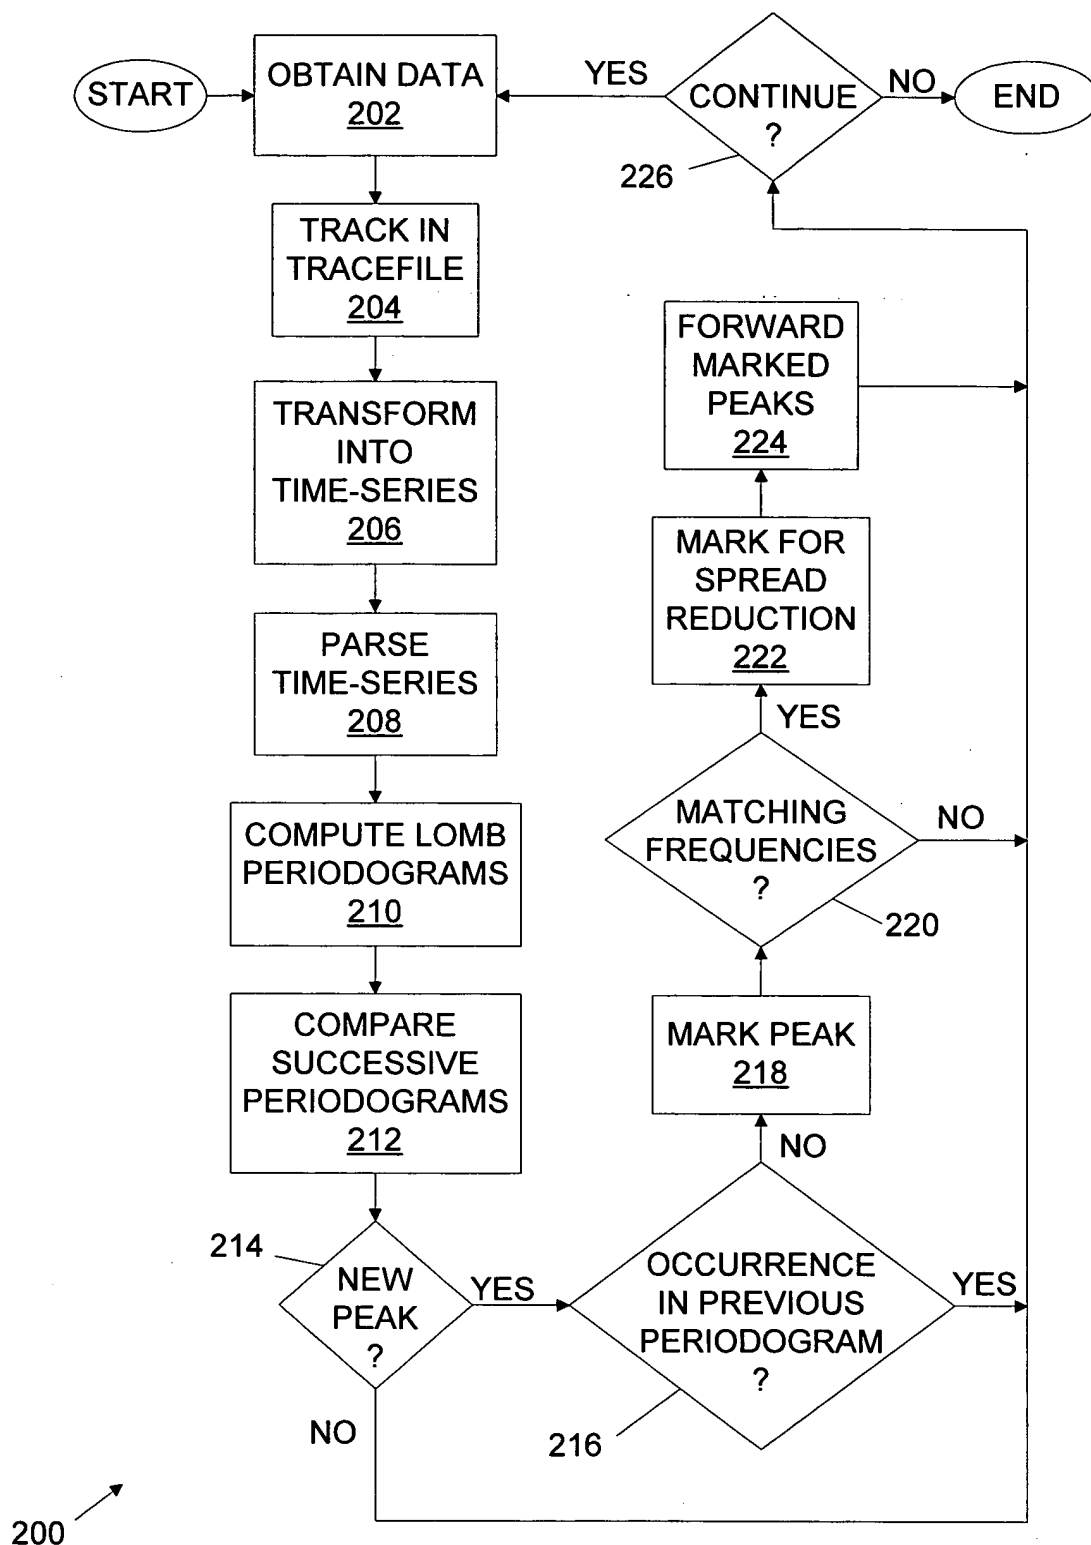 START
OBTAIN DATA
202
YES
CONTINUE
?
NO
END
226
TRACK IN
TRACEFILE
204
TRANSFORM
INTO
TIME-SERIES
206
PARSE
TIME-SERIES
208
COMPUTE LOMB
PERIODOGRAMS
210
COMPARE
SUCCESSIVE
PERIODOGRAMS
212
214
NEW
PEAK
?
YES
NO
OCCURRENCE
IN PREVIOUS
PERIODOGRAM
?
YES
216
NO
MARK PEAK
218
MATCHING
FREQUENCIES
?
NO
220
YES
MARK FOR
SPREAD
REDUCTION
222
FORWARD
MARKED
PEAKS
224
200